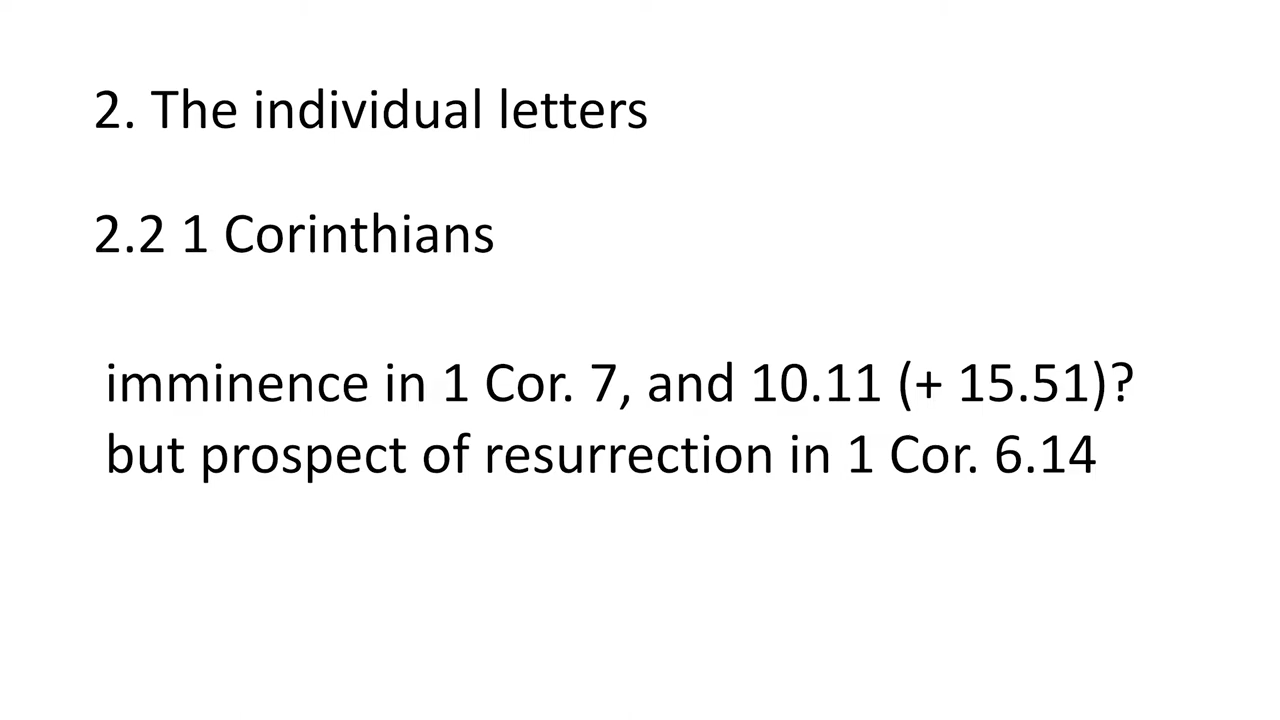 2. The individual letters
2.2 1 Corinthians
imminence in 1 Cor. 7, and 10.11 (+ 15.51)?
but prospect of resurrection in 1 Cor. 6.14